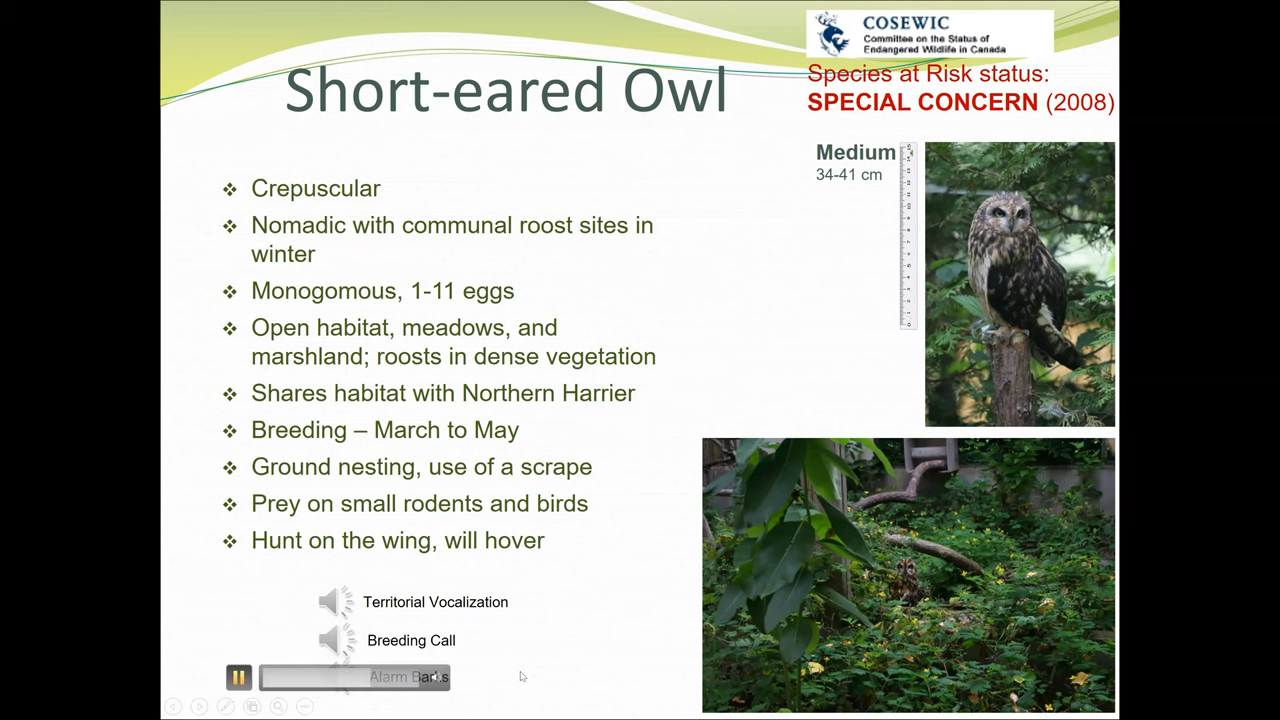 COSEWIC
Committee on the Status of
Endangered Wildlife in Canada
Short-eared Owl
Species at Risk status:
SPECIAL CONCERN (2008)
Medium
34-41 cm
❖ Crepuscular
❖ Nomadic with communal roost sites in
winter
❖ Monogomous, 1-11 eggs
❖ Open habitat, meadows, and
marshland; roosts in dense vegetation
❖ Shares habitat with Northern Harrier
❖ Breeding – March to May
❖ Ground nesting, use of a scrape
❖ Prey on small rodents and birds
❖ Hunt on the wing, will hover
Territorial Vocalization
Breeding Call
Alarm Barks